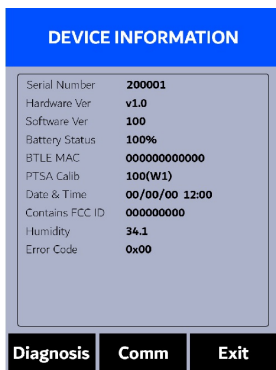 DEVICE INFORMATION
Serial Number 200001
Hardware Ver v1.0
Software Ver 100
Battery Status 100%
BTLE MAC 000000000000
PTSA Calib 100(W1)
Date & Time 00/00/00 12:00
Contains FCC ID 000000000
Humidity 34.1
Error Code 0x00
Diagnosis Comm Exit